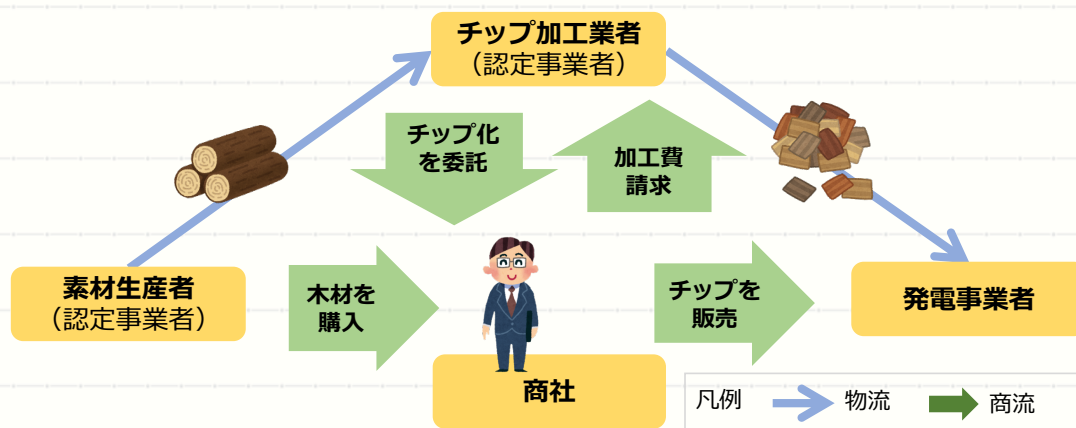 チップ加工業者
（認定事業者）
チップ化
を委託
加工費
請求
素材生産者
（認定事業者）
木材を
購入
チップを
販売
発電事業者
商社
凡例
物流
商流